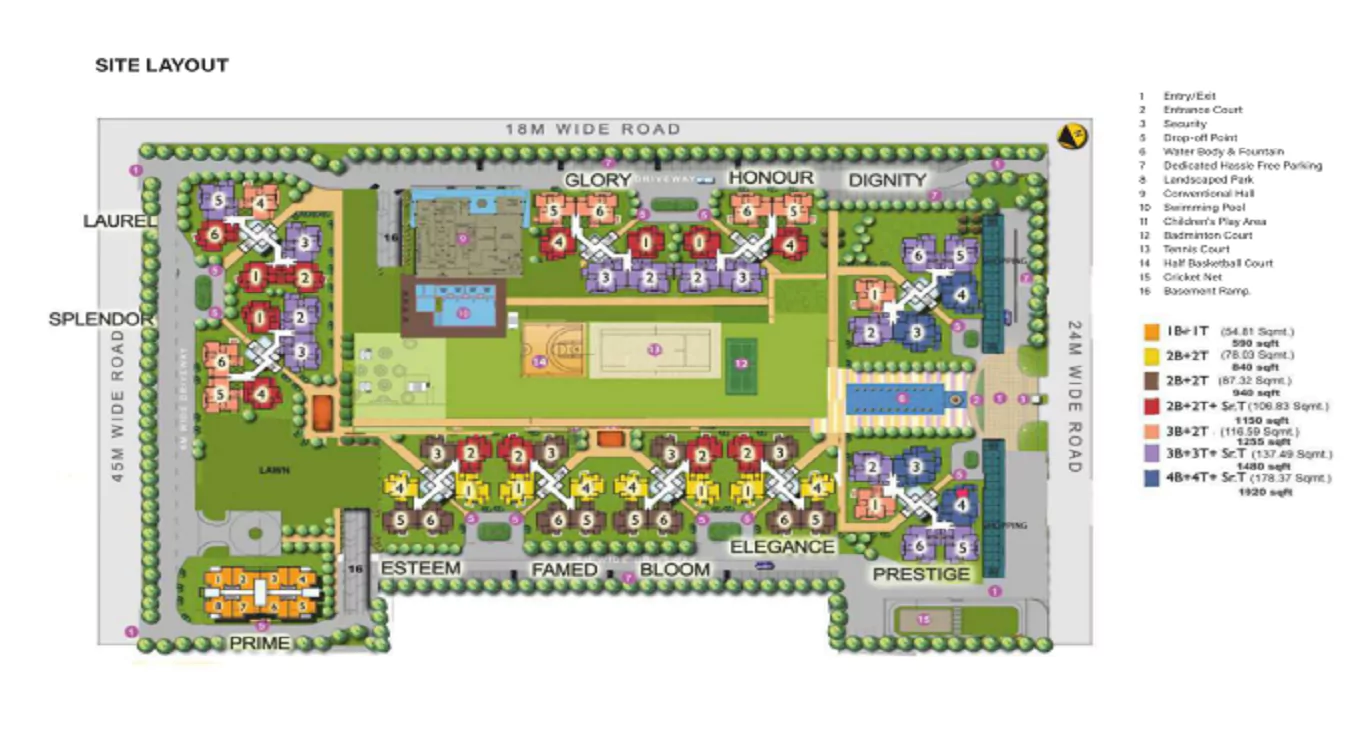 SITE LAYOUT
18M WIDE ROAD
1 Entry/Exit
2 Entrance Court
3 Security
5 Drop-off Point
6 Water Body & Fountain
7 Dedicated Hassle Free Parking
8 Landscaped Park
9 Conventional Hall
10 Swimming Pool
11 Children's Play Area
12 Badminton Court
13 Tennis Court
14 Half Basketball Court
15 Cricket Net
16 Basement Ramp.
1B+1T (54.81 Sqmt.)
590 sqft
2B+2T (78.03 Sqmt.)
840 sqft
2B+2T (87.32 Sqmt.)
940 sqft
2B+2T+ Sr.T (106.83 Sqmt.)
1150 sqft
3B+2T . (116.59 Sqmt.)
1255 sqft
3B+3T+ Sr.T (137.49 Sqmt.)
1480 sqft
4B+4T+ Sr.T (178.37 Sqmt.)
1920 sqft
GLORY
DRIVEWAY
HONOUR
DIGNITY
LAUREL
SPLENDOR
45M WIDE ROAD
24M WIDE ROAD
16
LAWN
SHOPPING
ESTEEM
FAMED
BLOOM
ELEGANCE
PRESTIGE
16
PRIME